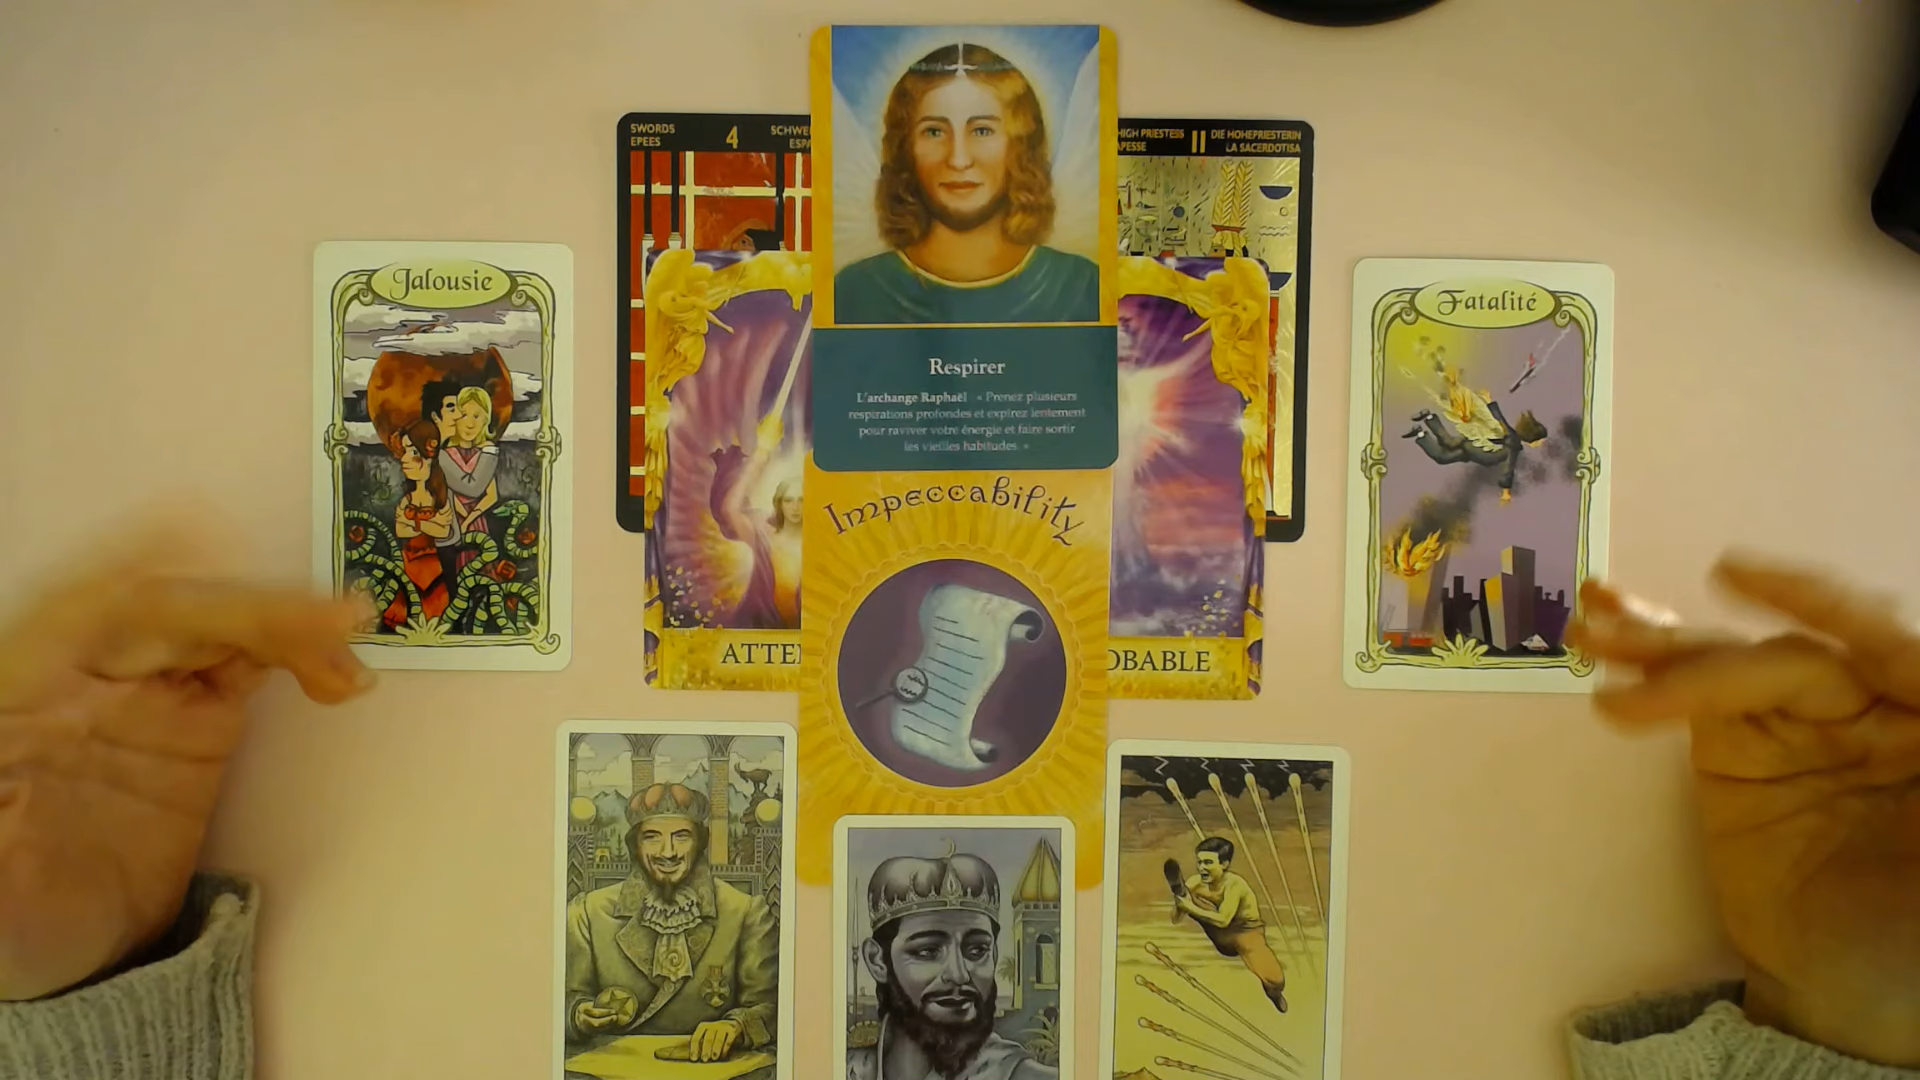 SWORDS
EPEES
4
HIGH PRIESTESS
II
DIE HOHEPRIESTERIN
LA SACERDOTISA
Jalousie
Fatalité
Respirer
L'archange Raphaël « Prenez plusieurs
respirations profondes et expirez lentement
pour raviver votre énergie et faire sortir
les vieilles habitudes. »
Impeccability
ATTE
OBABLE